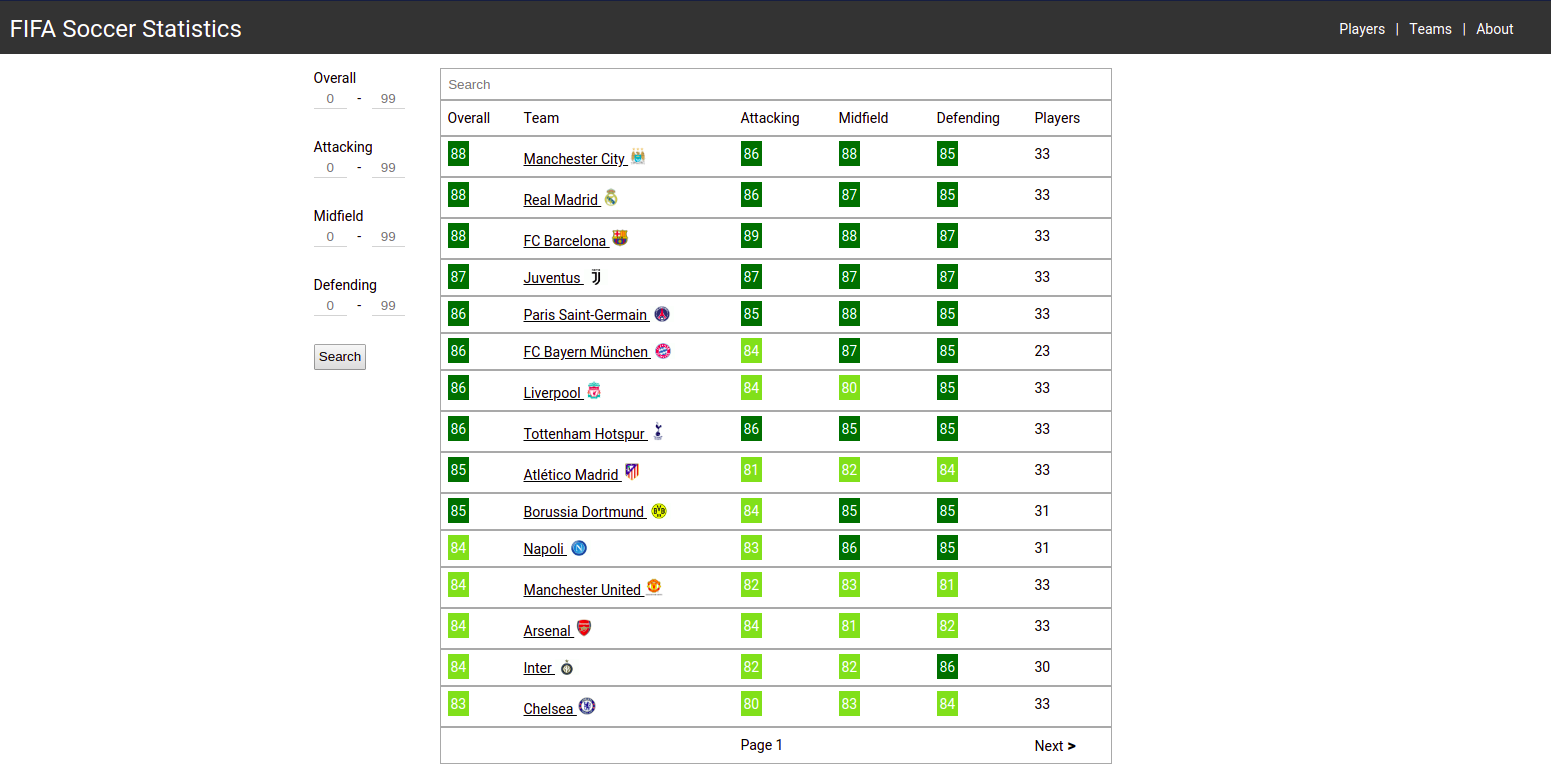 FIFA Soccer Statistics
Players | Teams | About
Overall
0 - 99
Attacking
0 - 99
Midfield
0 - 99
Defending
0 - 99
Search
Search
Overall Team Attacking Midfield Defending Players
88 Manchester City 86 88 85 33
88 Real Madrid 86 87 85 33
88 FC Barcelona 89 88 87 33
87 Juventus 87 87 87 33
86 Paris Saint-Germain 85 88 85 33
86 FC Bayern München 84 87 85 23
86 Liverpool 84 80 85 33
86 Tottenham Hotspur 86 85 85 33
85 Atlético Madrid 81 82 84 33
85 Borussia Dortmund 84 85 85 31
84 Napoli 83 86 85 31
84 Manchester United 82 83 81 33
84 Arsenal 84 81 82 33
84 Inter 82 82 86 30
83 Chelsea 80 83 84 33
Page 1 Next >